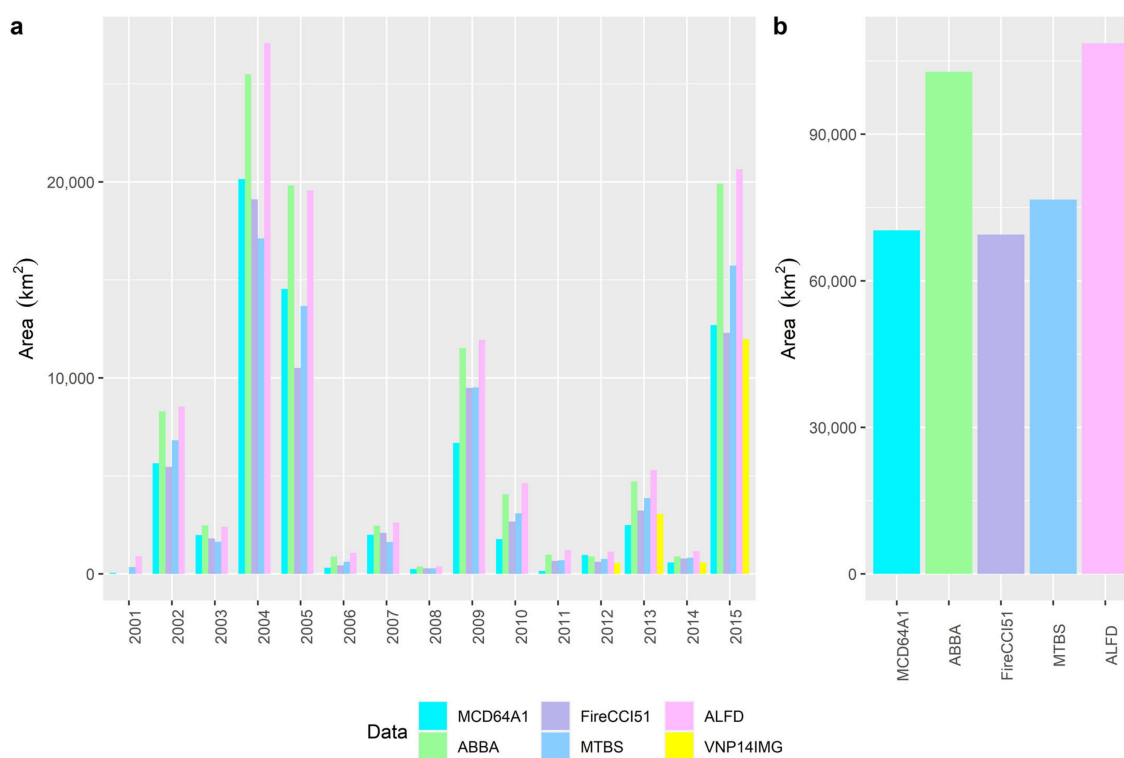 a
20,000
10,000
0
Area (km²)
2001
2002
2003
2004
2005
2006
2007
2008
2009
2010
2011
2012
2013
2014
2015
b
90,000
60,000
30,000
0
Area (km²)
MCD64A1
ABBA
FireCCI51
MTBS
ALFD
Data
MCD64A1
FireCCI51
ALFD
ABBA
MTBS
VNP14IMG